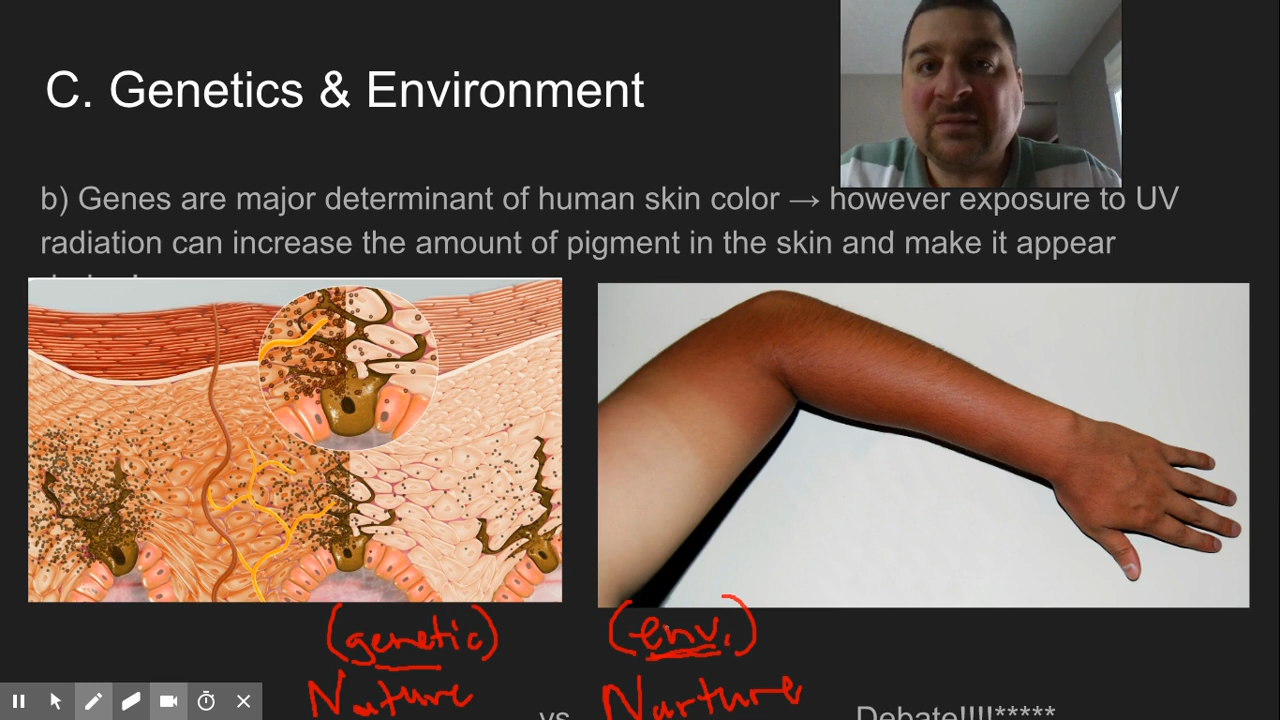 C. Genetics & Environment
b) Genes are major determinant of human skin color → however exposure to UV
radiation can increase the amount of pigment in the skin and make it appear
(genetic) (env.)
Nature vs Nurture Debate!!!!*****